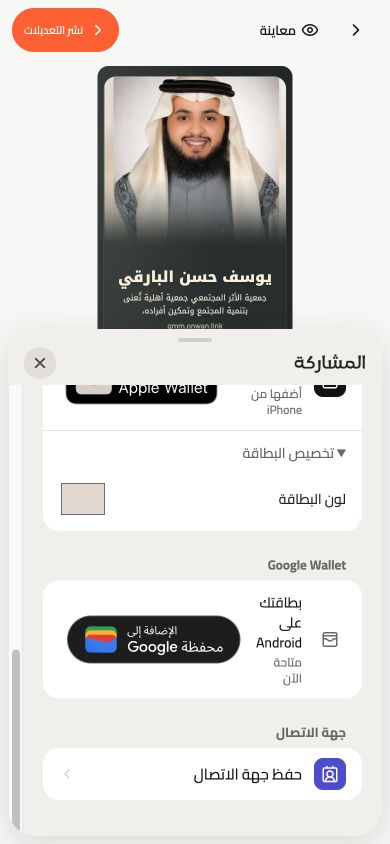 معاينة
نشر التعديلات
يوسف حسن البارقي
جمعية الأثر المجتمعي جمعية أهلية تُعنى
بتنمية المجتمع وتمكين أفراده،
qmm.onwan.link
المشاركة
Apple Wallet
أضفها من
iPhone
▼ تخصيص البطاقة
لون البطاقة
Google Wallet
بطاقتك
على
Android
متاحة
الآن
الإضافة إلى
محفظة Google
جهة الاتصال
حفظ جهة الاتصال